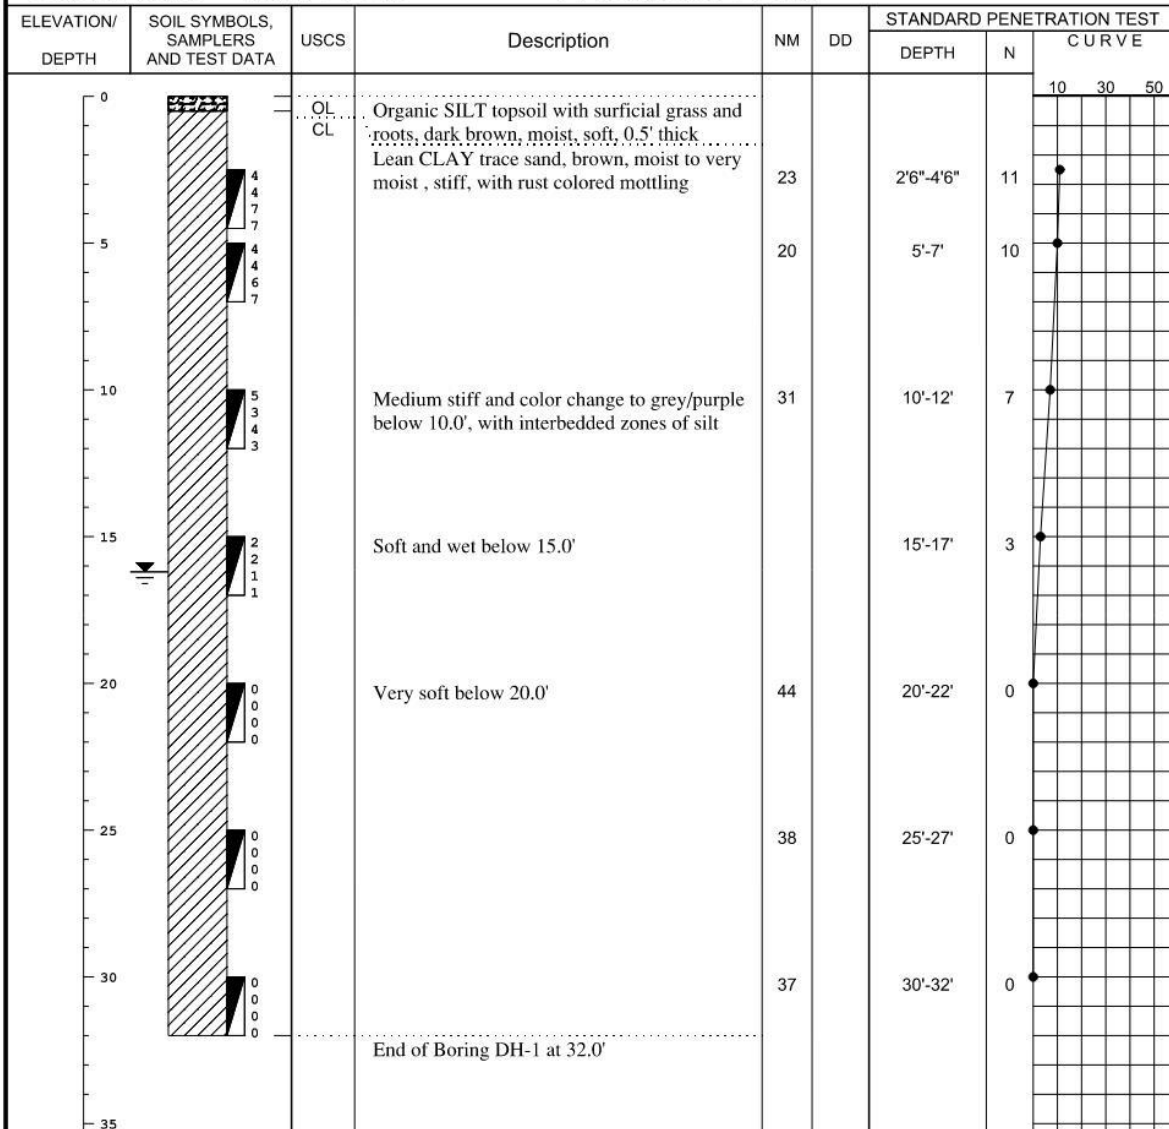 ELEVATION/
DEPTH
SOIL SYMBOLS,
SAMPLERS
AND TEST DATA
USCS
Description
NM
DD
STANDARD PENETRATION TEST
DEPTH
N
CURVE
10 30 50
0
OL
Organic SILT topsoil with surficial grass and
roots, dark brown, moist, soft, 0.5' thick
CL
Lean CLAY trace sand, brown, moist to very
moist , stiff, with rust colored mottling
4
4
7
7
23
2'6"-4'6"
11
5
4
4
6
7
20
5'-7'
10
10
5
3
4
3
Medium stiff and color change to grey/purple
below 10.0', with interbedded zones of silt
31
10'-12'
7
15
2
2
1
1
Soft and wet below 15.0'
15'-17'
3
20
0
0
0
0
Very soft below 20.0'
44
20'-22'
0
25
0
0
0
0
38
25'-27'
0
30
0
0
0
0
37
30'-32'
0
End of Boring DH-1 at 32.0'
35